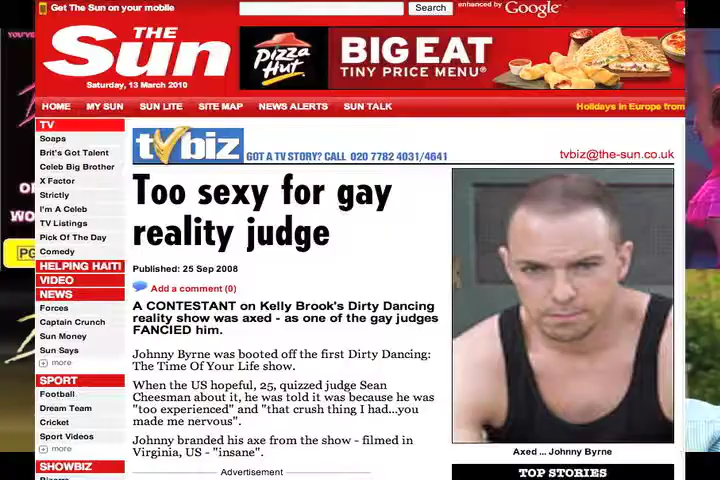 Get The Sun on your mobile
Search
enhanced by Google
THE
Sun
Saturday, 13 March 2010
Pizza
Hut
BIG EAT
TINY PRICE MENU®
HOME MY SUN SUN LITE SITE MAP NEWS ALERTS SUN TALK
Holidays in Europe from
TV
Soaps
Brit's Got Talent
Celeb Big Brother
X Factor
Strictly
I'm A Celeb
TV Listings
Pick Of The Day
Comedy
HELPING HAITI
VIDEO
NEWS
Forces
Captain Crunch
Sun Money
Sun Says
more
SPORT
Football
Dream Team
Cricket
Sport Videos
more
SHOWBIZ
Bizarre
tvbiz
GOT A TV STORY? CALL 020 7782 4031/4641
tvbiz@the-sun.co.uk
Too sexy for gay
reality judge
Published: 25 Sep 2008
Add a comment (0)
A CONTESTANT on Kelly Brook's Dirty Dancing
reality show was axed - as one of the gay judges
FANCIED him.
Johnny Byrne was booted off the first Dirty Dancing:
The Time Of Your Life show.
When the US hopeful, 25, quizzed judge Sean
Cheesman about it, he was told it was because he was
"too experienced" and "that crush thing I had...you
made me nervous".
Johnny branded his axe from the show - filmed in
Virginia, US - "insane".
Advertisement
Axed ... Johnny Byrne
TOP STORIES
YOU'VE
PG